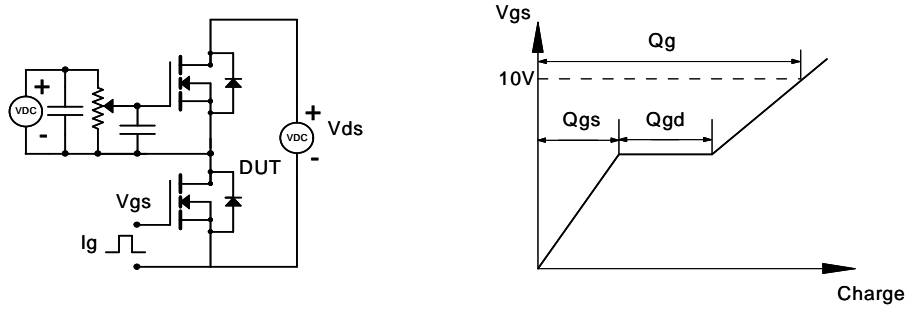 VDC
+
-
VDC
+
-
Vds
DUT
Vgs
Ig
Vgs
Qg
10V
Qgs
Qgd
Charge